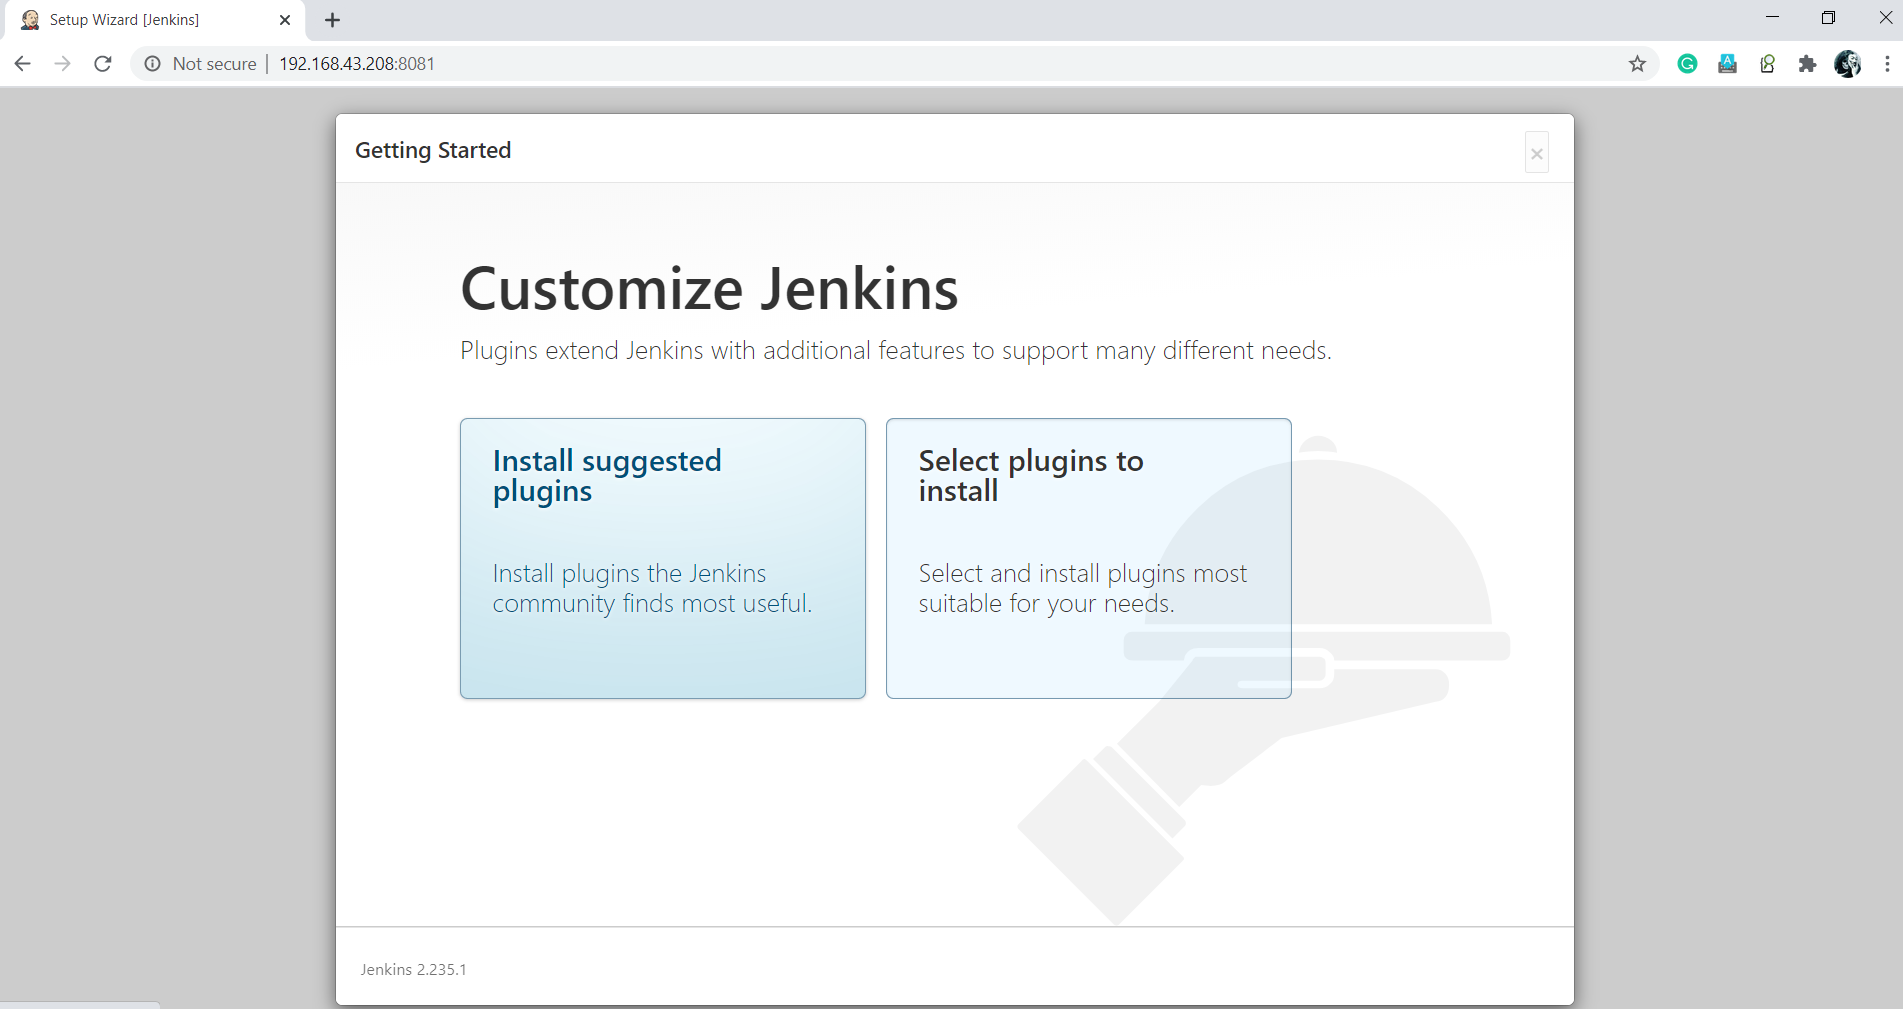 Setup Wizard [Jenkins]
Not secure | 192.168.43.208:8081
Getting Started
Customize Jenkins
Plugins extend Jenkins with additional features to support many different needs.
Install suggested
plugins
Install plugins the Jenkins
community finds most useful.
Select plugins to
install
Select and install plugins most
suitable for your needs.
Jenkins 2.235.1